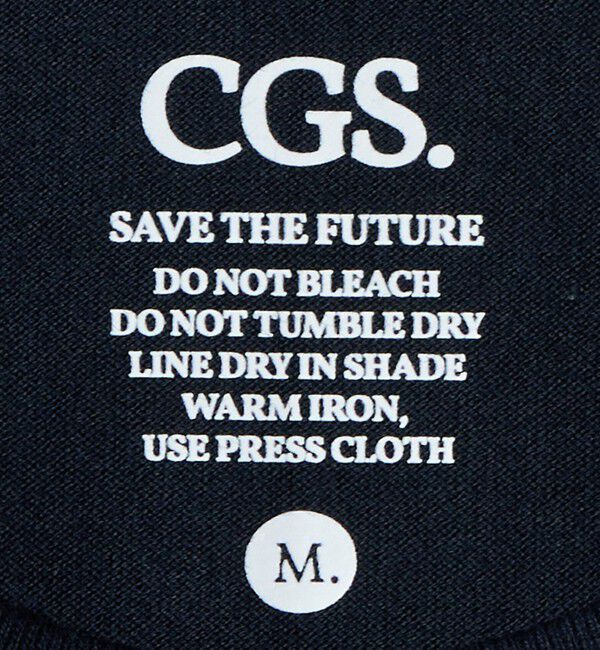 CGS.
SAVE THE FUTURE
DO NOT BLEACH
DO NOT TUMBLE DRY
LINE DRY IN SHADE
WARM IRON,
USE PRESS CLOTH
M.